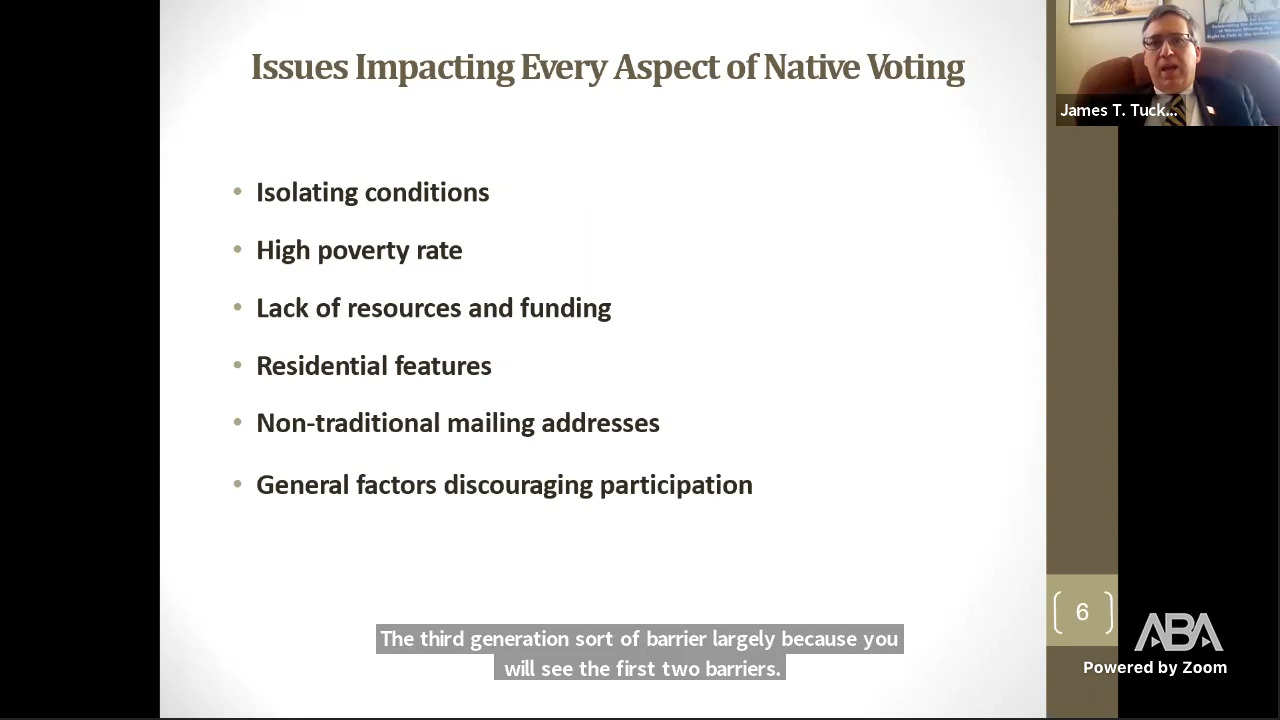 Issues Impacting Every Aspect of Native Voting
James T. Tuck...
• Isolating conditions
• High poverty rate
• Lack of resources and funding
• Residential features
• Non-traditional mailing addresses
• General factors discouraging participation
6
The third generation sort of barrier largely because you
will see the first two barriers.
ABA
Powered by Zoom